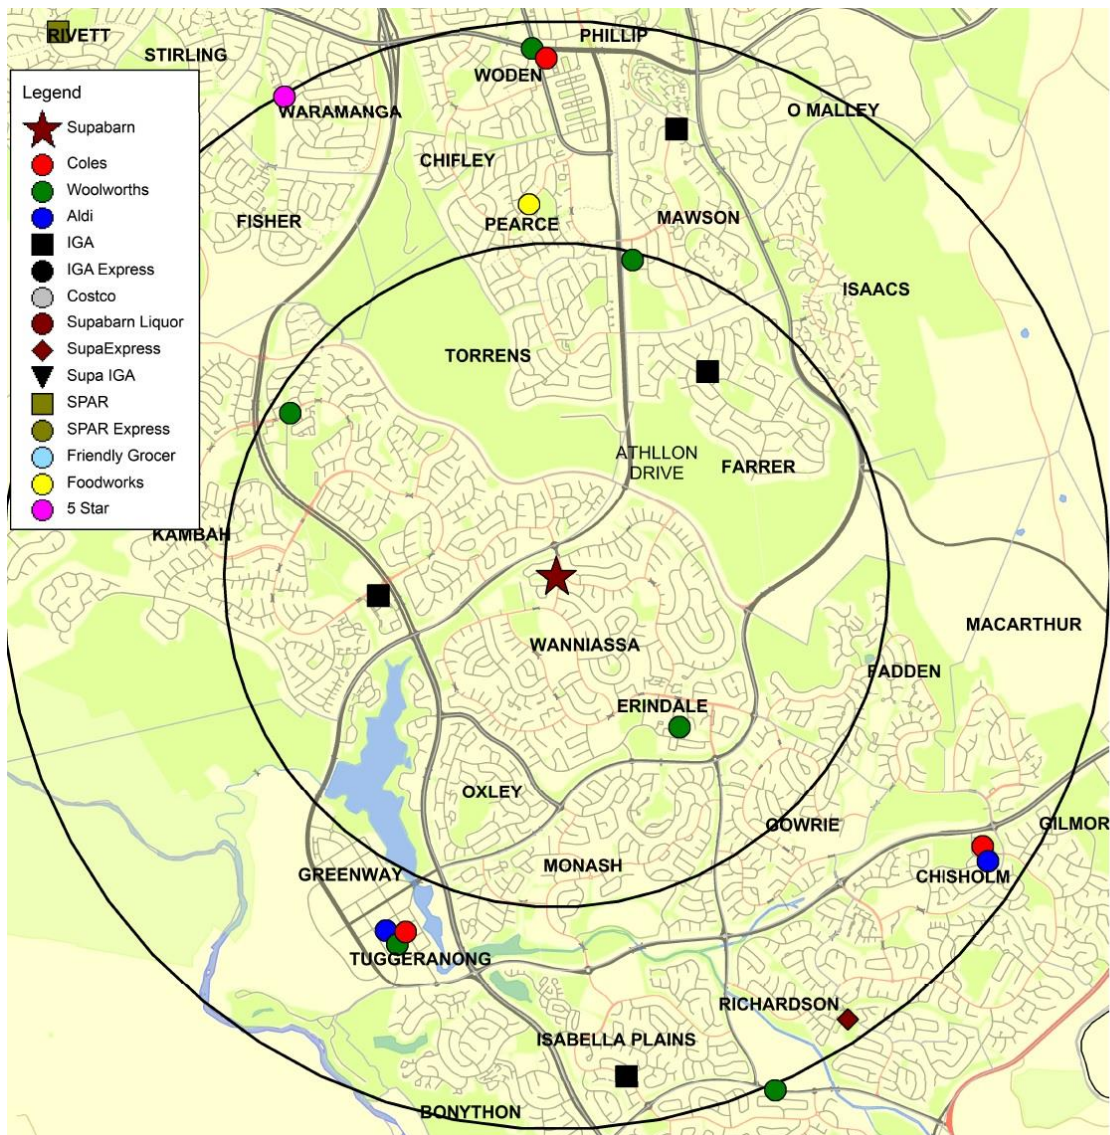 RIVETT
STIRLING
PHILLIP
WODEN
WARAMANGA
O MALLEY
CHIFLEY
FISHER
PEARCE
MAWSON
ISAACS
TORRENS
ATHLLON
DRIVE
FARRER
KAMBAH
WANNIASSA
MACARTHUR
FADDEN
ERINDALE
OXLEY
GOWRIE
GILMOR
MONASH
GREENWAY
CHISHOLM
TUGGERANONG
RICHARDSON
ISABELLA PLAINS
BONYTHON
Legend
Supabarn
Coles
Woolworths
Aldi
IGA
IGA Express
Costco
Supabarn Liquor
SupaExpress
Supa IGA
SPAR
SPAR Express
Friendly Grocer
Foodworks
5 Star